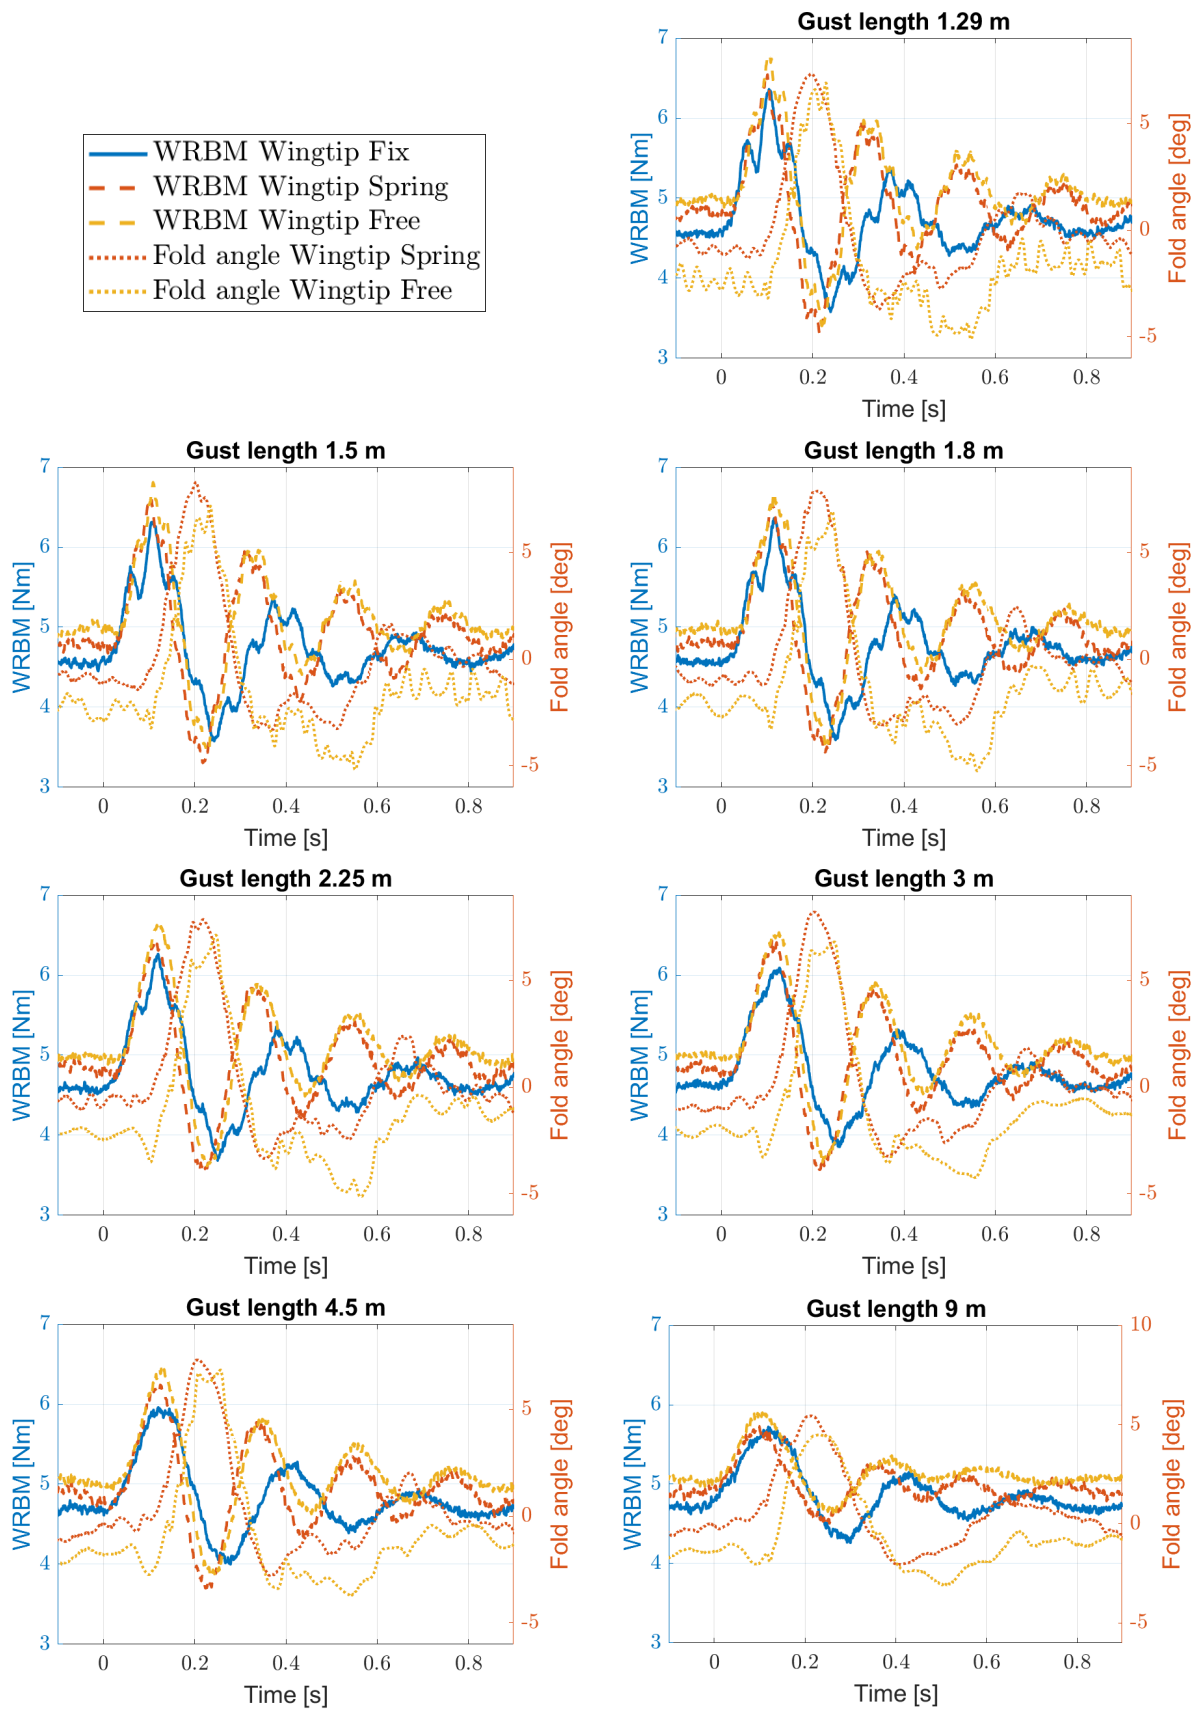 Gust length 1.29 m
WRBM Wingtip Fix
WRBM Wingtip Spring
WRBM Wingtip Free
Fold angle Wingtip Spring
Fold angle Wingtip Free
7
6
5
4
3
WRBM [Nm]
5
0
-5
Fold angle [deg]
0 0.2 0.4 0.6 0.8
Time [s]
Gust length 1.5 m
7
6
5
4
3
WRBM [Nm]
5
0
-5
Fold angle [deg]
0 0.2 0.4 0.6 0.8
Time [s]
Gust length 1.8 m
7
6
5
4
3
WRBM [Nm]
5
0
-5
Fold angle [deg]
0 0.2 0.4 0.6 0.8
Time [s]
Gust length 2.25 m
7
6
5
4
3
WRBM [Nm]
5
0
-5
Fold angle [deg]
0 0.2 0.4 0.6 0.8
Time [s]
Gust length 3 m
7
6
5
4
3
WRBM [Nm]
5
0
-5
Fold angle [deg]
0 0.2 0.4 0.6 0.8
Time [s]
Gust length 4.5 m
7
6
5
4
3
WRBM [Nm]
5
0
-5
Fold angle [deg]
0 0.2 0.4 0.6 0.8
Time [s]
Gust length 9 m
7
6
5
4
3
WRBM [Nm]
10
5
0
-5
Fold angle [deg]
0 0.2 0.4 0.6 0.8
Time [s]